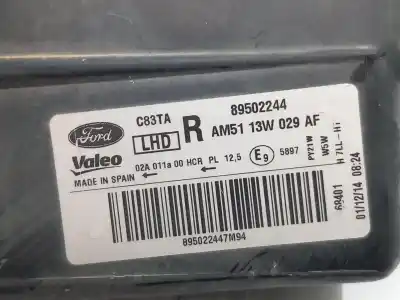 C83TA
89502244
Ford
LHD
R
AM51 13W 029 AF
Valeo
02A 011a 00 HCR PL 12,5
E9
5897
MADE IN SPAIN
PY21W
W5W
H 7LL-H1
68401
01/12/14 08:24
895022447M94